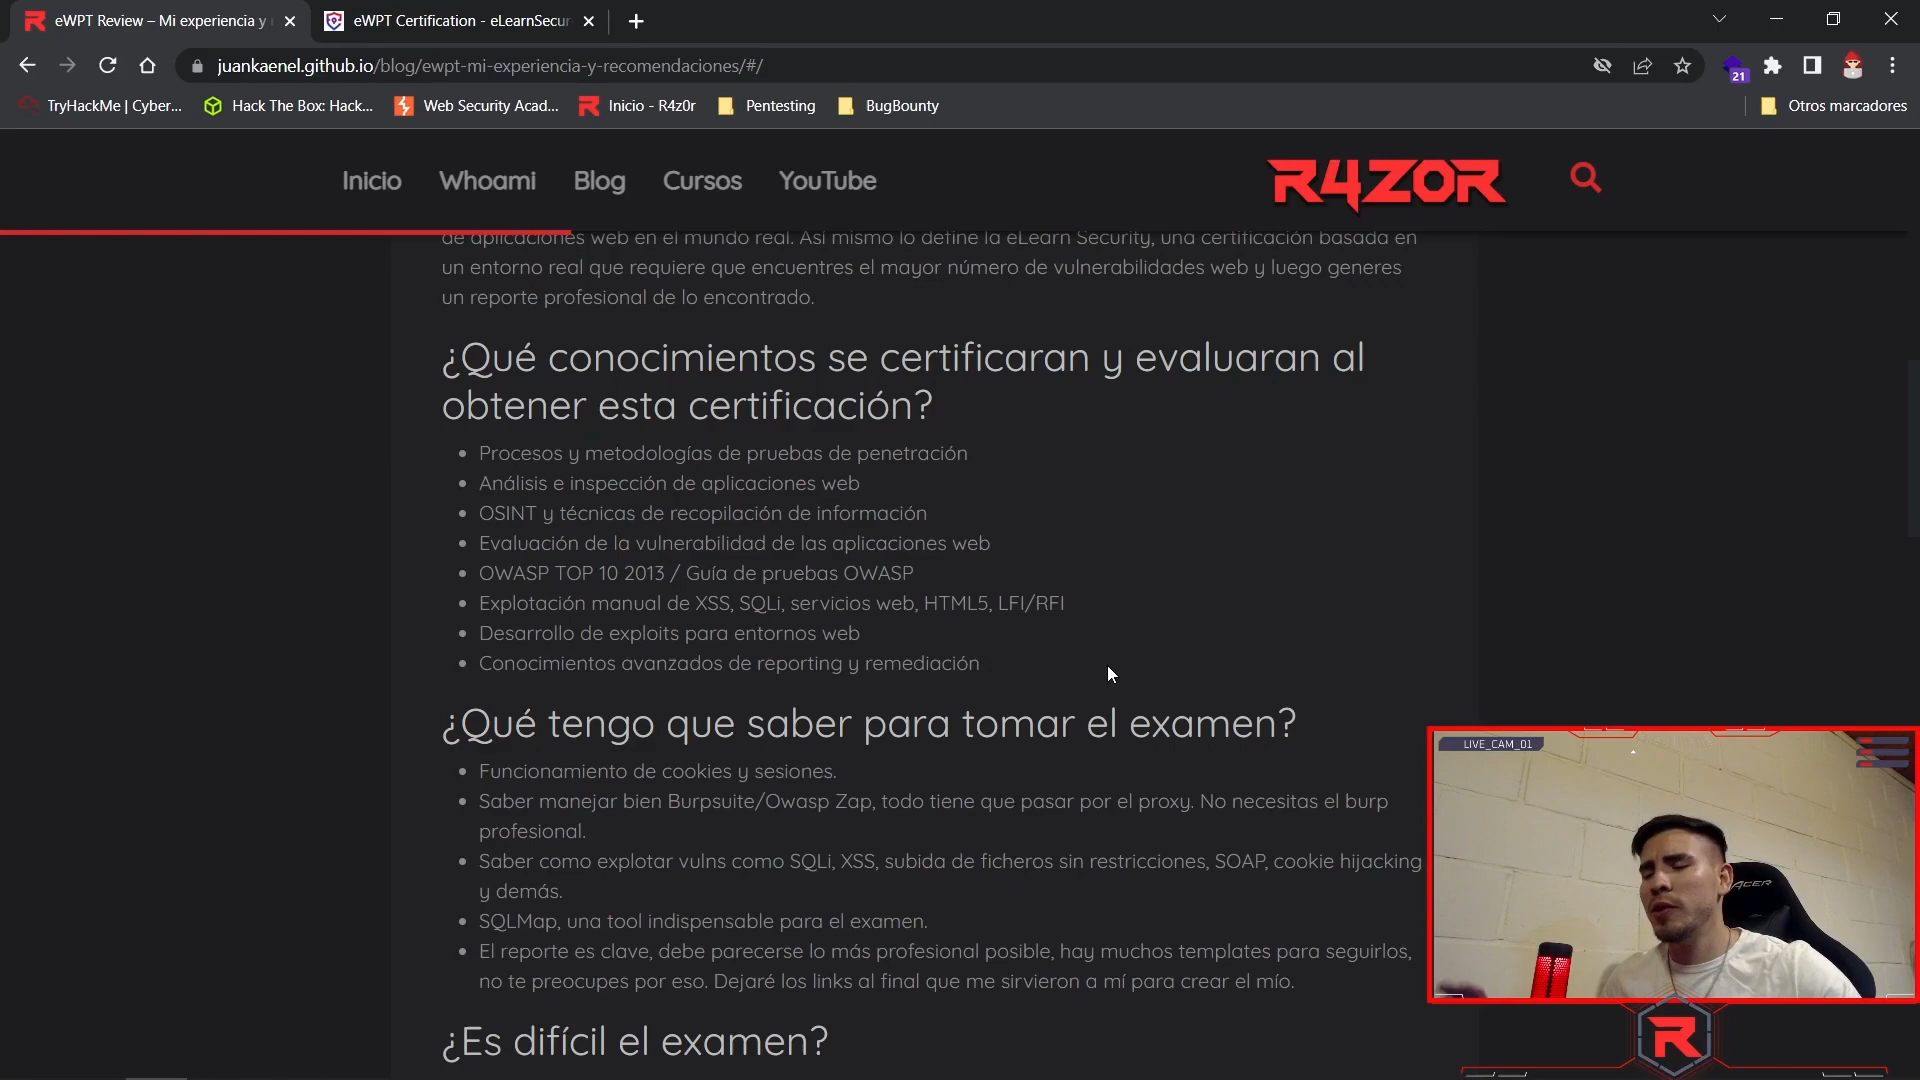 eWPT Review – Mi experiencia y
eWPT Certification - eLearnSecur
juankaenel.github.io/blog/ewpt-mi-experiencia-y-recomendaciones/#/
21
TryHackMe | Cyber...
Hack The Box: Hack...
Web Security Acad...
Inicio - R4z0r
Pentesting
BugBounty
Otros marcadores
Inicio
Whoami
Blog
Cursos
YouTube
R4ZOR
de aplicaciones web en el mundo real. Así mismo lo define la eLearn Security, una certificación basada en
un entorno real que requiere que encuentres el mayor número de vulnerabilidades web y luego generes
un reporte profesional de lo encontrado.
¿Qué conocimientos se certificaran y evaluaran al
obtener esta certificación?
Procesos y metodologías de pruebas de penetración
Análisis e inspección de aplicaciones web
OSINT y técnicas de recopilación de información
Evaluación de la vulnerabilidad de las aplicaciones web
OWASP TOP 10 2013 / Guía de pruebas OWASP
Explotación manual de XSS, SQLi, servicios web, HTML5, LFI/RFI
Desarrollo de exploits para entornos web
Conocimientos avanzados de reporting y remediación
¿Qué tengo que saber para tomar el examen?
Funcionamiento de cookies y sesiones.
Saber manejar bien Burpsuite/Owasp Zap, todo tiene que pasar por el proxy. No necesitas el burp
profesional.
Saber como explotar vulns como SQLi, XSS, subida de ficheros sin restricciones, SOAP, cookie hijacking
y demás.
SQLMap, una tool indispensable para el examen.
El reporte es clave, debe parecerse lo más profesional posible, hay muchos templates para seguirlos,
no te preocupes por eso. Dejaré los links al final que me sirvieron a mí para crear el mío.
¿Es difícil el examen?
LIVE_CAM_01
ACER
R